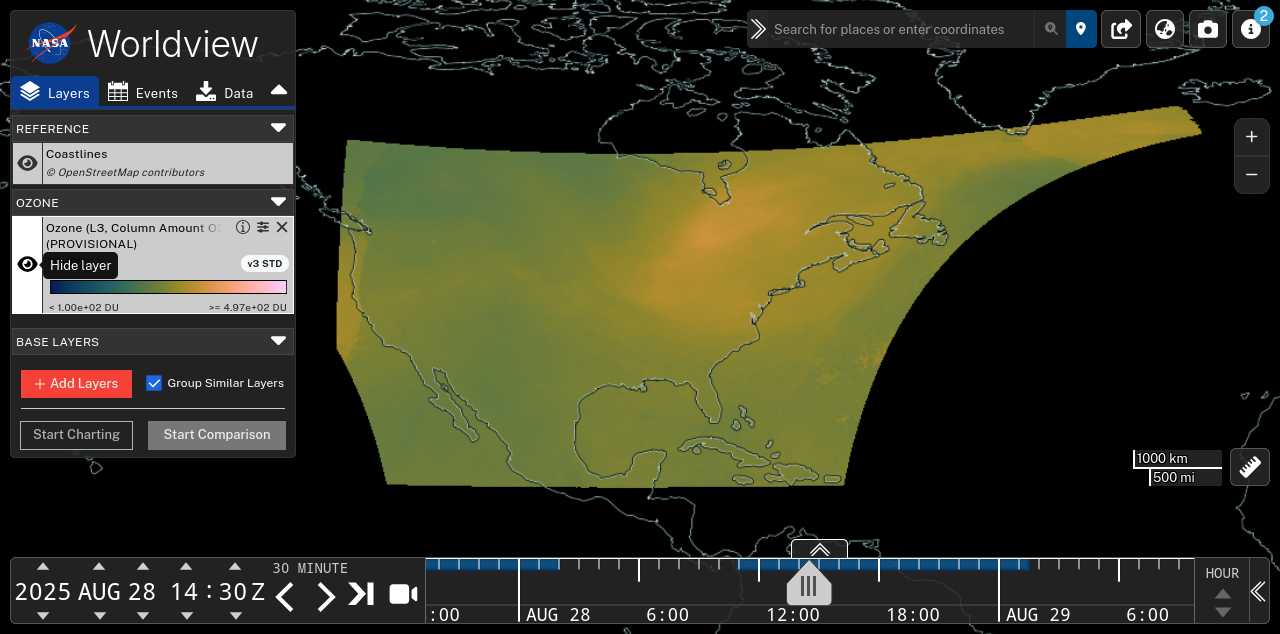 NASA Worldview
Search for places or enter coordinates
2
Layers Events Data
REFERENCE
Coastlines
© OpenStreetMap contributors
OZONE
Ozone (L3, Column Amount
(PROVISIONAL)
Hide layer
v3 STD
< 1.00e+02 DU >= 4.97e+02 DU
BASE LAYERS
+ Add Layers Group Similar Layers
Start Charting Start Comparison
+
−
1000 km
500 mi
2025 AUG 28 14 : 30 Z
30 MINUTE
:00 AUG 28 6:00 12:00 18:00 AUG 29 6:00
HOUR